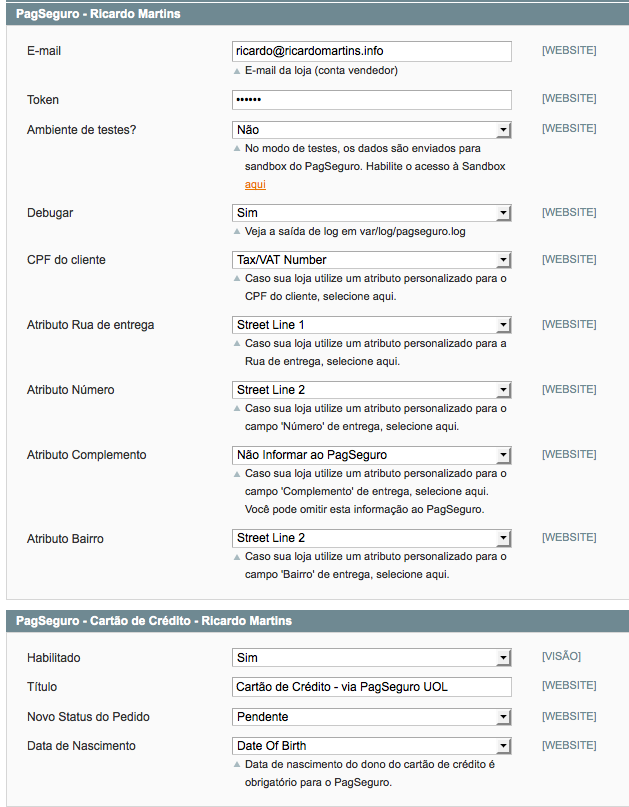 PagSeguro - Ricardo Martins
E-mail
ricardo@ricardomartins.info
[WEBSITE]
E-mail da loja (conta vendedor)
Token
••••••
[WEBSITE]
Ambiente de testes?
Não
[WEBSITE]
No modo de testes, os dados são enviados para
sandbox do PagSeguro. Habilite o acesso à Sandbox
aqui
Debugar
Sim
[WEBSITE]
Veja a saída de log em var/log/pagseguro.log
CPF do cliente
Tax/VAT Number
[WEBSITE]
Caso sua loja utilize um atributo personalizado para o
CPF do cliente, selecione aqui.
Atributo Rua de entrega
Street Line 1
[WEBSITE]
Caso sua loja utilize um atributo personalizado para a
Rua de entrega, selecione aqui.
Atributo Número
Street Line 2
[WEBSITE]
Caso sua loja utilize um atributo personalizado para o
campo 'Número' de entrega, selecione aqui.
Atributo Complemento
Não Informar ao PagSeguro
[WEBSITE]
Caso sua loja utilize um atributo personalizado para o
campo 'Complemento' de entrega, selecione aqui.
Você pode omitir esta informação ao PagSeguro.
Atributo Bairro
Street Line 2
[WEBSITE]
Caso sua loja utilize um atributo personalizado para o
campo 'Bairro' de entrega, selecione aqui.
PagSeguro - Cartão de Crédito - Ricardo Martins
Habilitado
Sim
[VISÃO]
Título
Cartão de Crédito - via PagSeguro UOL
[WEBSITE]
Novo Status do Pedido
Pendente
[WEBSITE]
Data de Nascimento
Date Of Birth
[WEBSITE]
Data de nascimento do dono do cartão de crédito é
obrigatório para o PagSeguro.